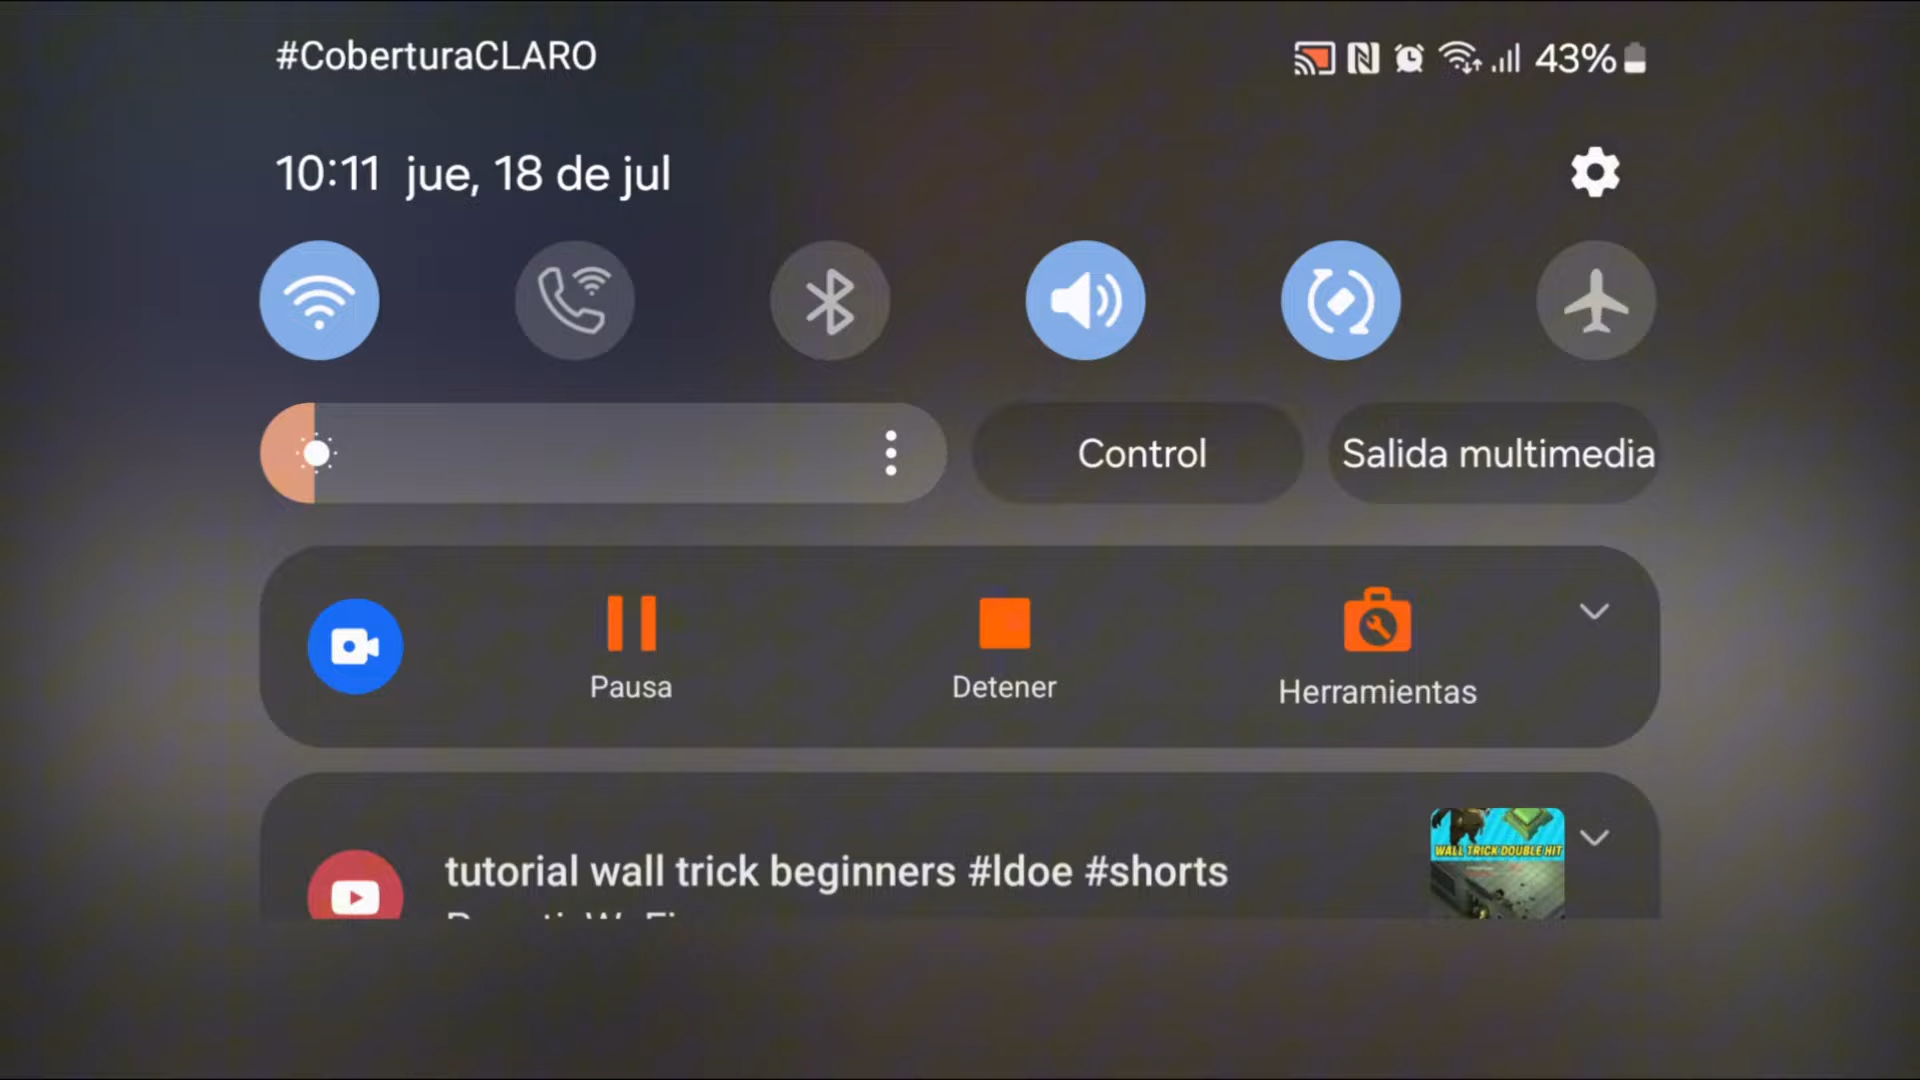 #CoberturaCLARO
43%
10:11 jue, 18 de jul
Control
Salida multimedia
Pausa
Detener
Herramientas
tutorial wall trick beginners #ldoe #shorts
WALL TRICK DOUBLE HIT